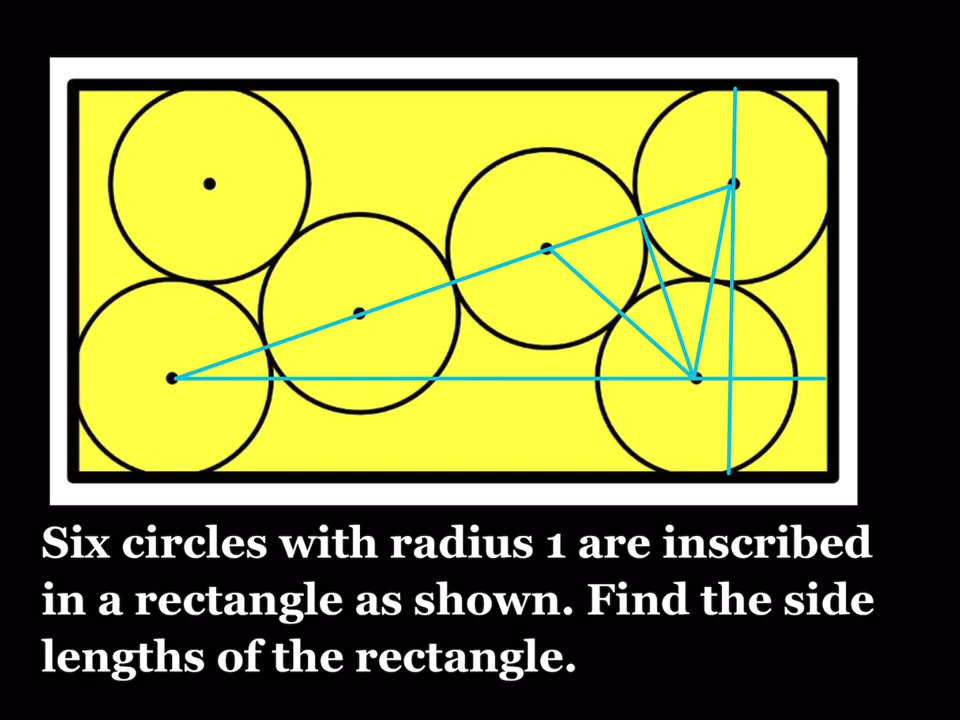 Six circles with radius 1 are inscribed
in a rectangle as shown. Find the side
lengths of the rectangle.